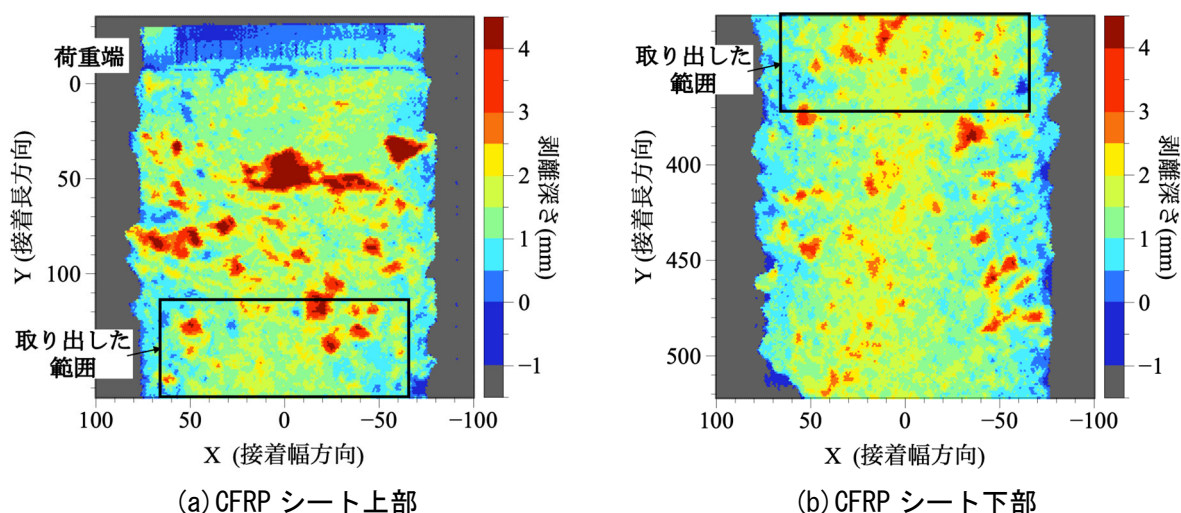 荷重端
0
50
100
Y (接着長方向)
取り出した
範囲
100
50
0
−50
−100
X (接着幅方向)
4
3
2
1
0
−1
剥離深さ(mm)
(a)CFRP シート上部
取り出した
範囲
400
450
500
Y (接着長方向)
100
50
0
−50
−100
X (接着幅方向)
4
3
2
1
0
−1
剥離深さ(mm)
(b)CFRP シート下部